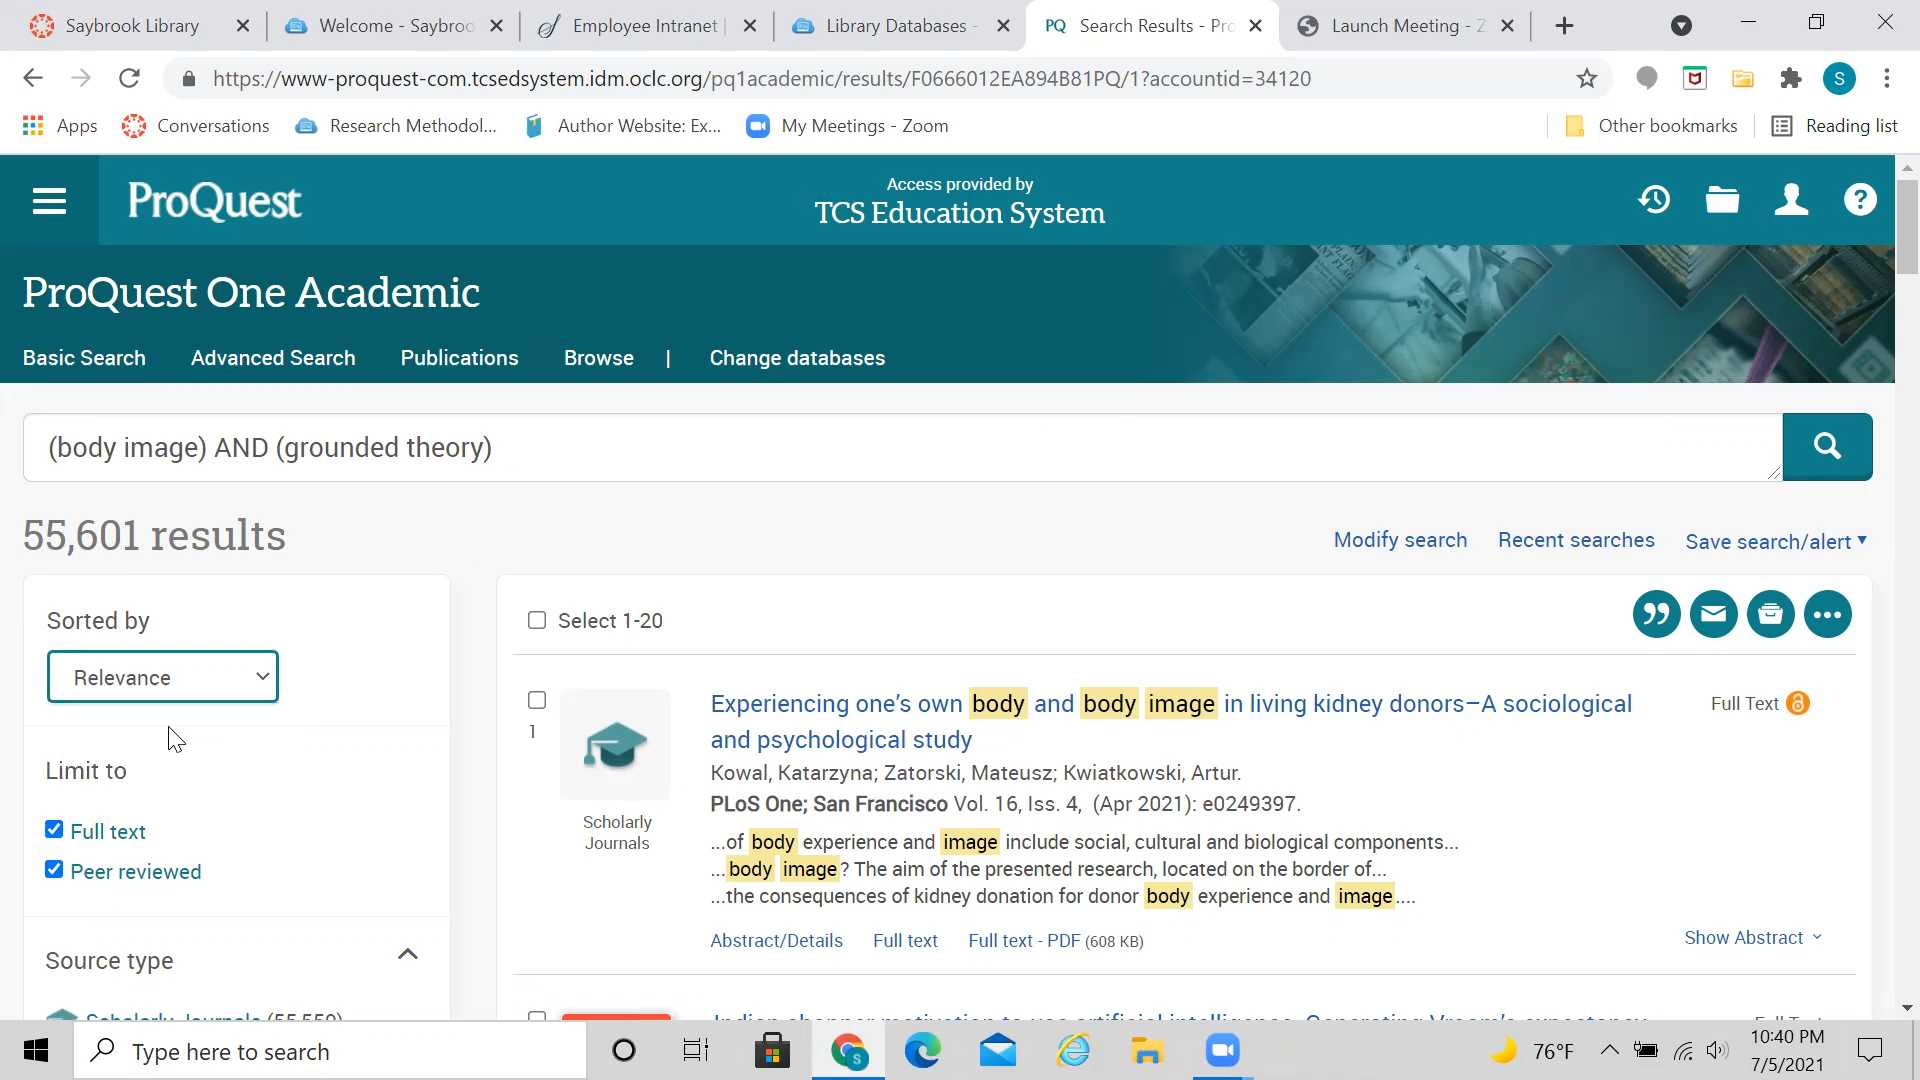 Saybrook Library
Welcome - Saybroo
Employee Intranet
Library Databases -
PQ Search Results - Pro
Launch Meeting - Z
https://www-proquest-com.tcsedsystem.idm.oclc.org/pq1academic/results/F0666012EA894B81PQ/1?accountid=34120
S
Apps
Conversations
Research Methodol...
Author Website: Ex...
My Meetings - Zoom
Other bookmarks
Reading list
ProQuest
Access provided by
TCS Education System
ProQuest One Academic
Basic Search Advanced Search Publications Browse | Change databases
(body image) AND (grounded theory)
55,601 results
Modify search Recent searches Save search/alert
Sorted by
Relevance
Limit to
Full text
Peer reviewed
Source type
Scholarly Journals (55,559)
Select 1-20
1
Scholarly
Journals
Experiencing one's own body and body image in living kidney donors—A sociological
and psychological study
Full Text
Kowal, Katarzyna; Zatorski, Mateusz; Kwiatkowski, Artur.
PLoS One; San Francisco Vol. 16, Iss. 4, (Apr 2021): e0249397.
...of body experience and image include social, cultural and biological components...
...body image? The aim of the presented research, located on the border of...
...the consequences of kidney donation for donor body experience and image....
Abstract/Details Full text Full text - PDF (608 KB)
Show Abstract
Type here to search
S
76°F
10:40 PM
7/5/2021